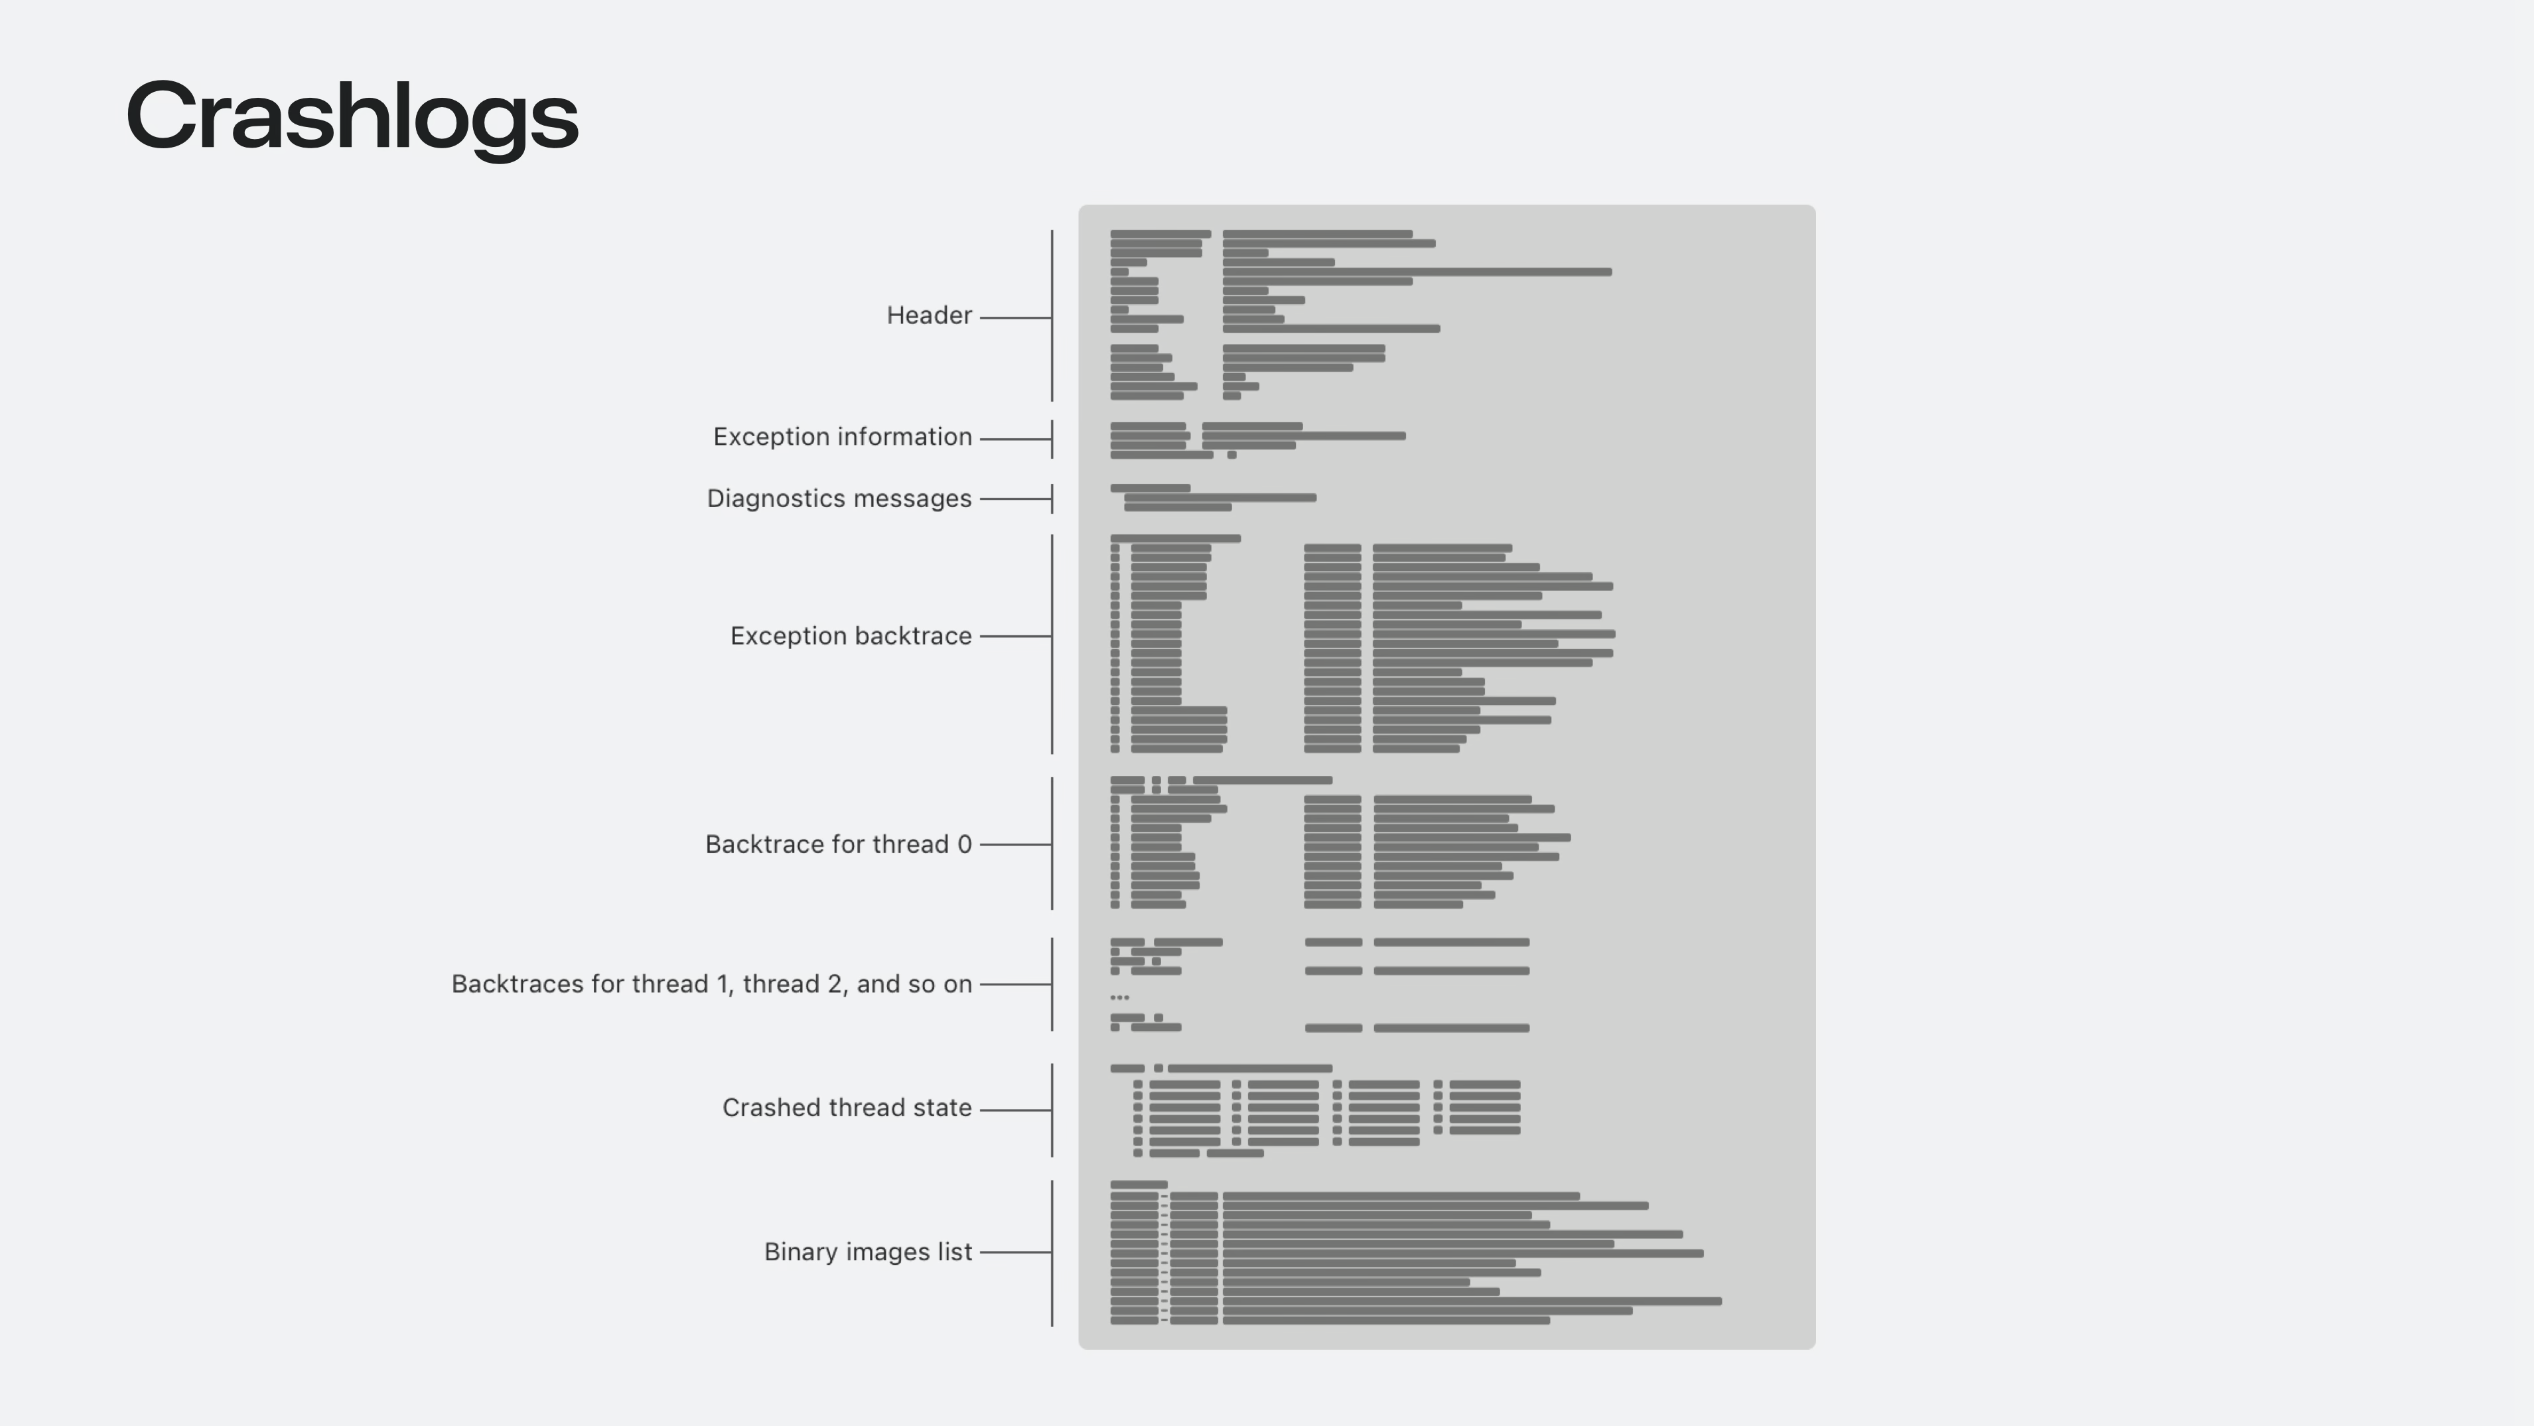 Crashlogs
Header
Exception information
Diagnostics messages
Exception backtrace
Backtrace for thread 0
Backtraces for thread 1, thread 2, and so on
Crashed thread state
Binary images list